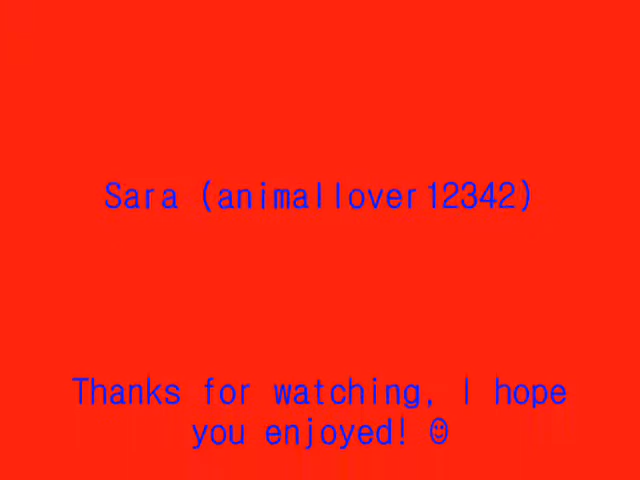 Sara (animallover12342)
Thanks for watching, I hope
you enjoyed! ☺